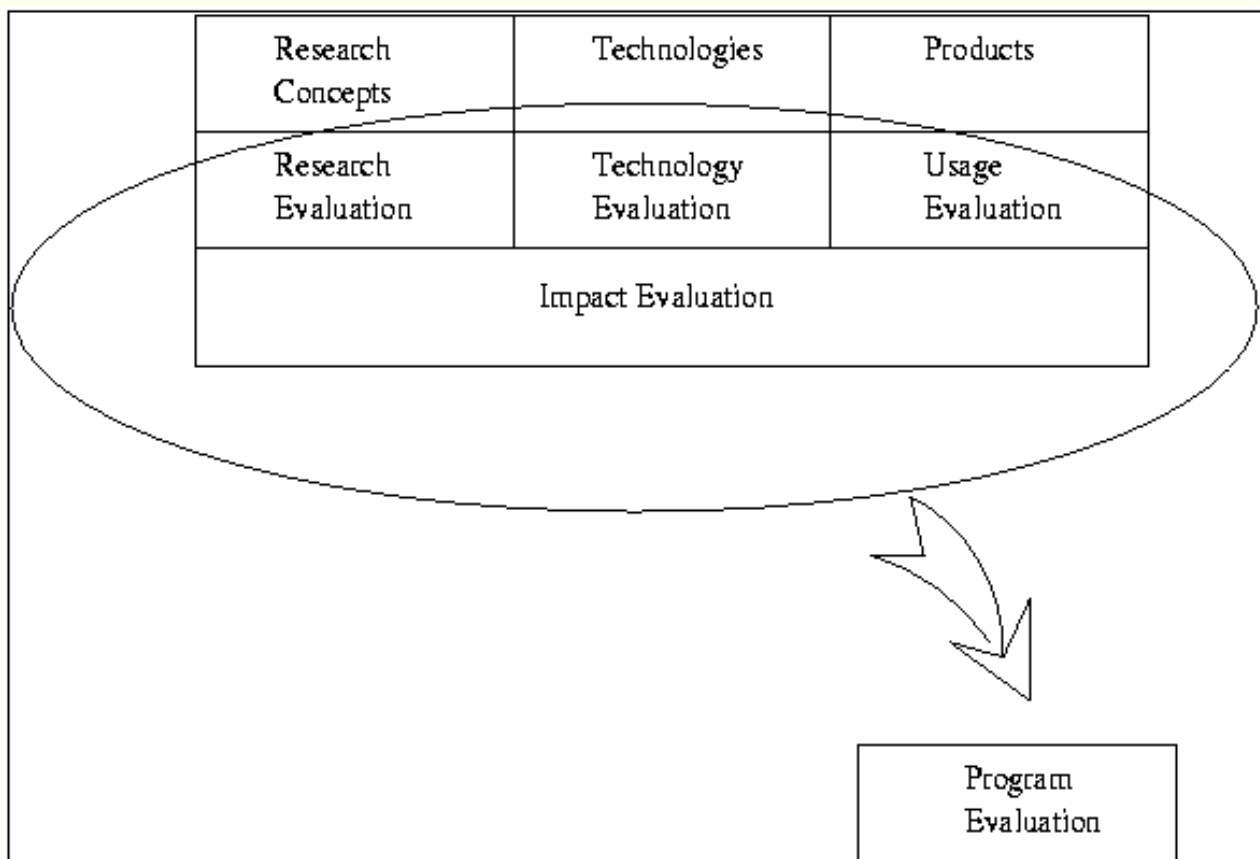 Research
Concepts
Technologies
Products
Research
Evaluation
Technology
Evaluation
Usage
Evaluation
Impact Evaluation
Program
Evaluation